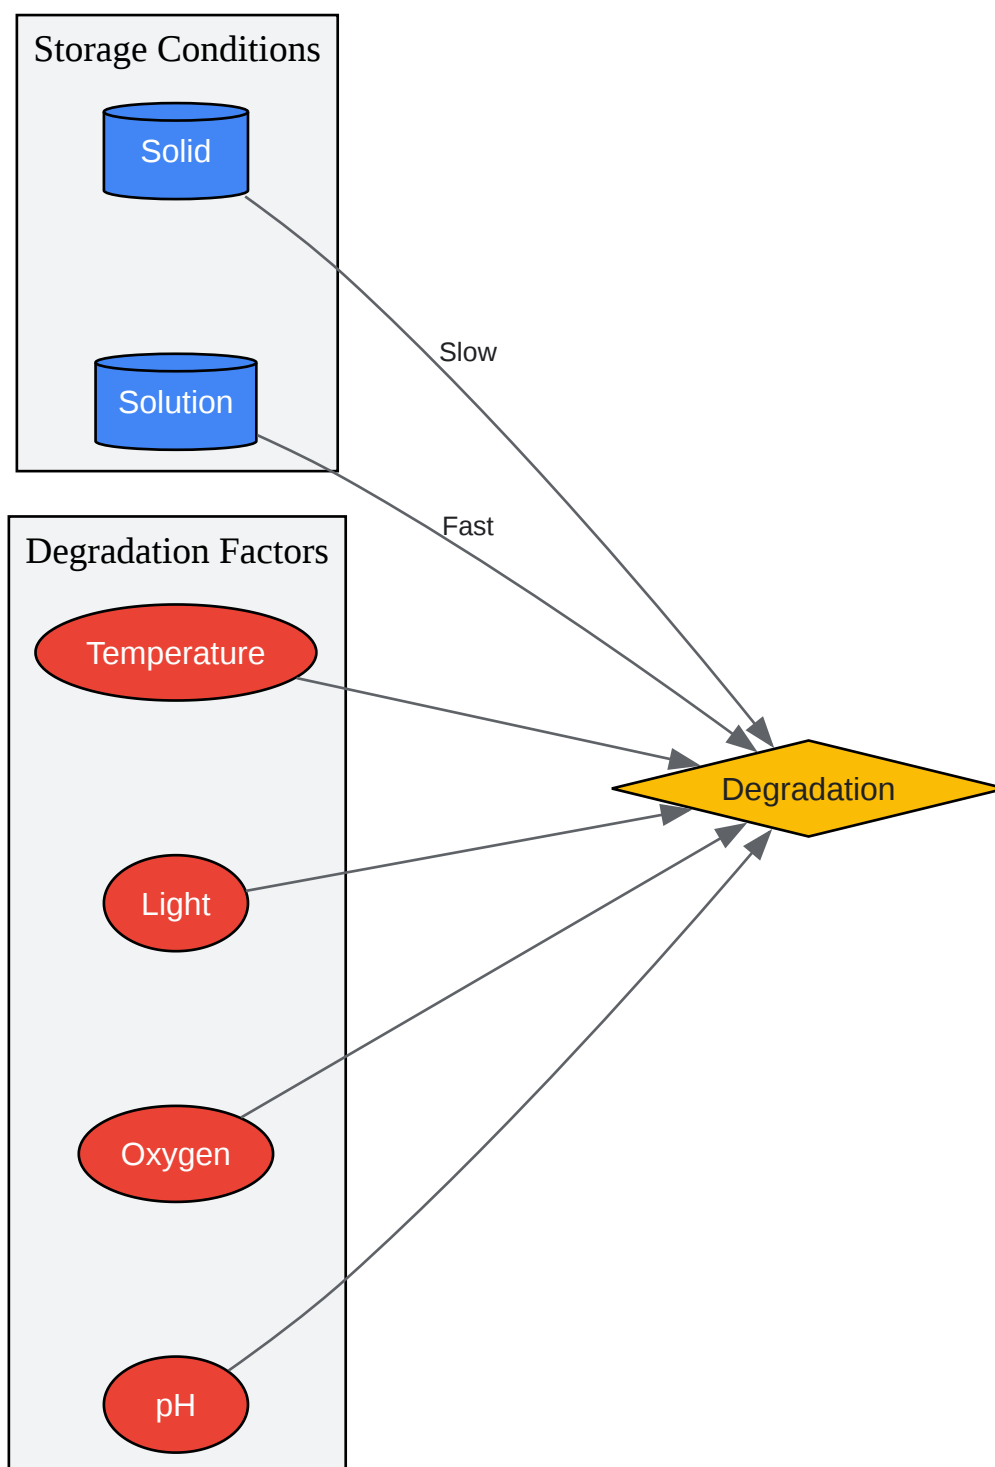 Storage Conditions
Solid
Slow
Solution
Fast
Degradation Factors
Temperature
Degradation
Light
Oxygen
pH